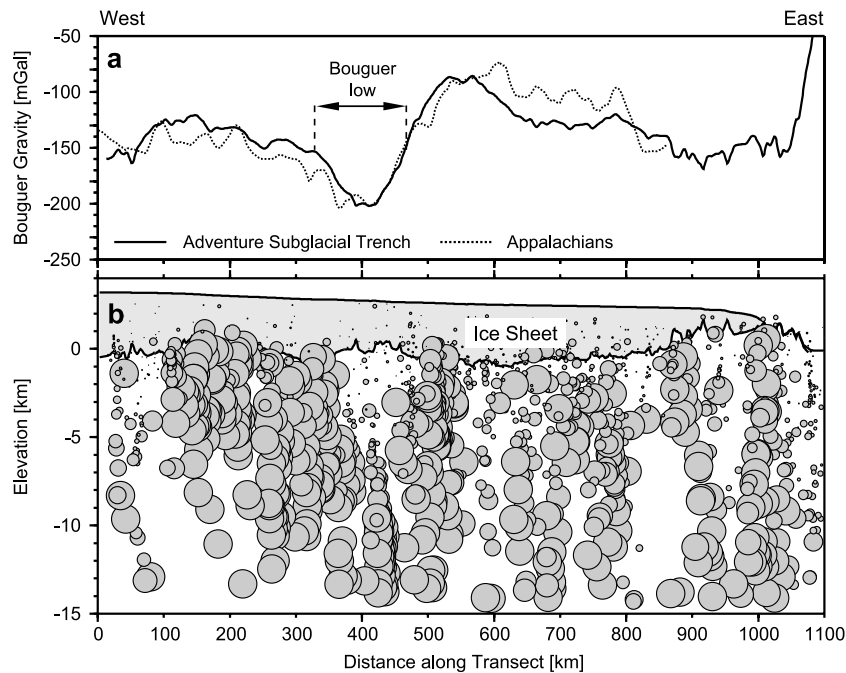 West
East
-50
-100
-150
-200
-250
Bouguer Gravity [mGal]
a
Bouguer
low
Adventure Subglacial Trench
Appalachians
b
Ice Sheet
0
-5
-10
-15
Elevation [km]
0 100 200 300 400 500 600 700 800 900 1000 1100
Distance along Transect [km]